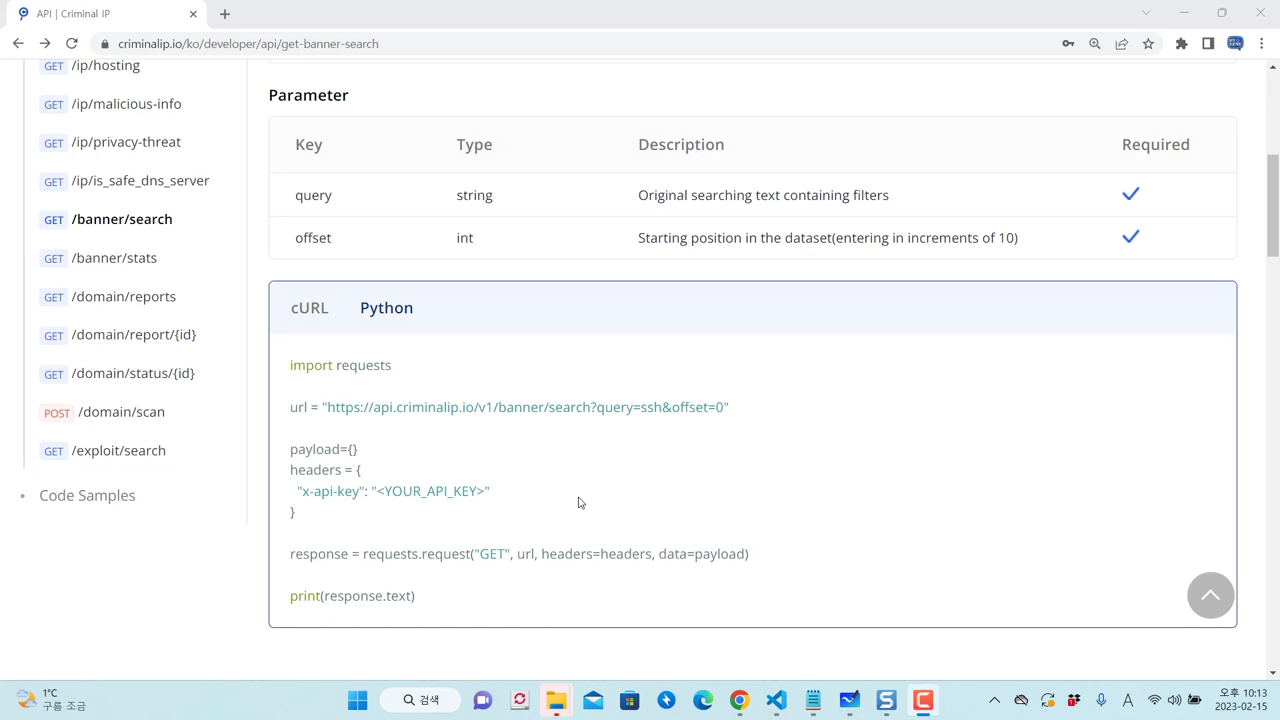 API | Criminal IP
criminalip.io/ko/developer/api/get-banner-search
GET /ip/hosting
GET /ip/malicious-info
GET /ip/privacy-threat
GET /ip/is_safe_dns_server
GET /banner/search
GET /banner/stats
GET /domain/reports
GET /domain/report/{id}
GET /domain/status/{id}
POST /domain/scan
GET /exploit/search
Code Samples
Parameter
Key Type Description Required
query string Original searching text containing filters
offset int Starting position in the dataset(entering in increments of 10)
cURL Python
import requests
url = "https://api.criminalip.io/v1/banner/search?query=ssh&offset=0"
payload={}
headers = {
"x-api-key": "<YOUR_API_KEY>"
}
response = requests.request("GET", url, headers=headers, data=payload)
print(response.text)
1°C
구름 조금
검색
A
오후 10:13
2023-02-15